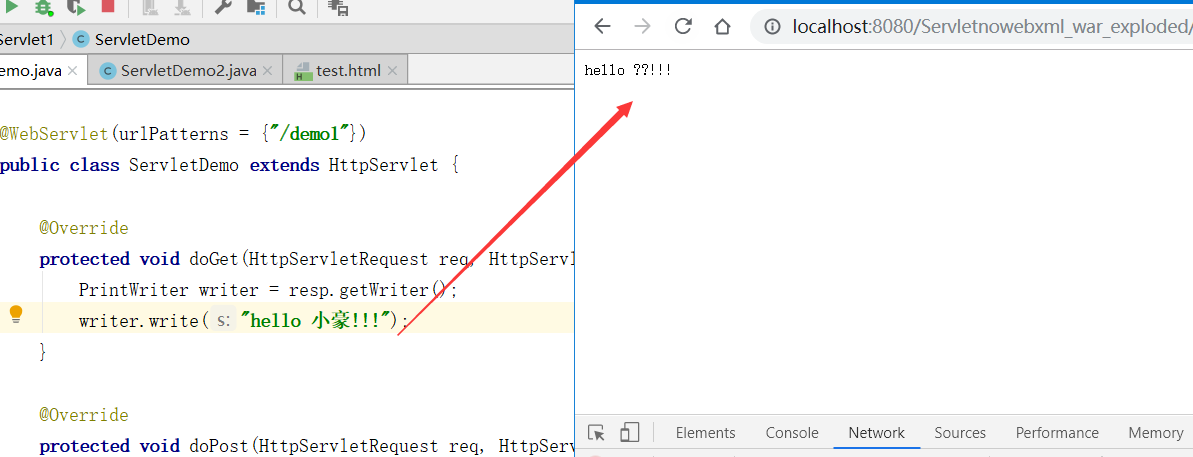 Servlet1 〉 ServletDemo
emo.java × ServletDemo2.java × test.html ×
@WebServlet(urlPatterns = {"/demo1"})
public class ServletDemo extends HttpServlet {
@Override
protected void doGet(HttpServletRequest req, HttpServl
PrintWriter writer = resp.getWriter();
writer.write( s: "hello 小豪!!!");
}
@Override
protected void doPost(HttpServletRequest req, HttpServ
localhost:8080/Servletnowebxml_war_exploded/
hello ??!!!
Elements Console Network Sources Performance Memory